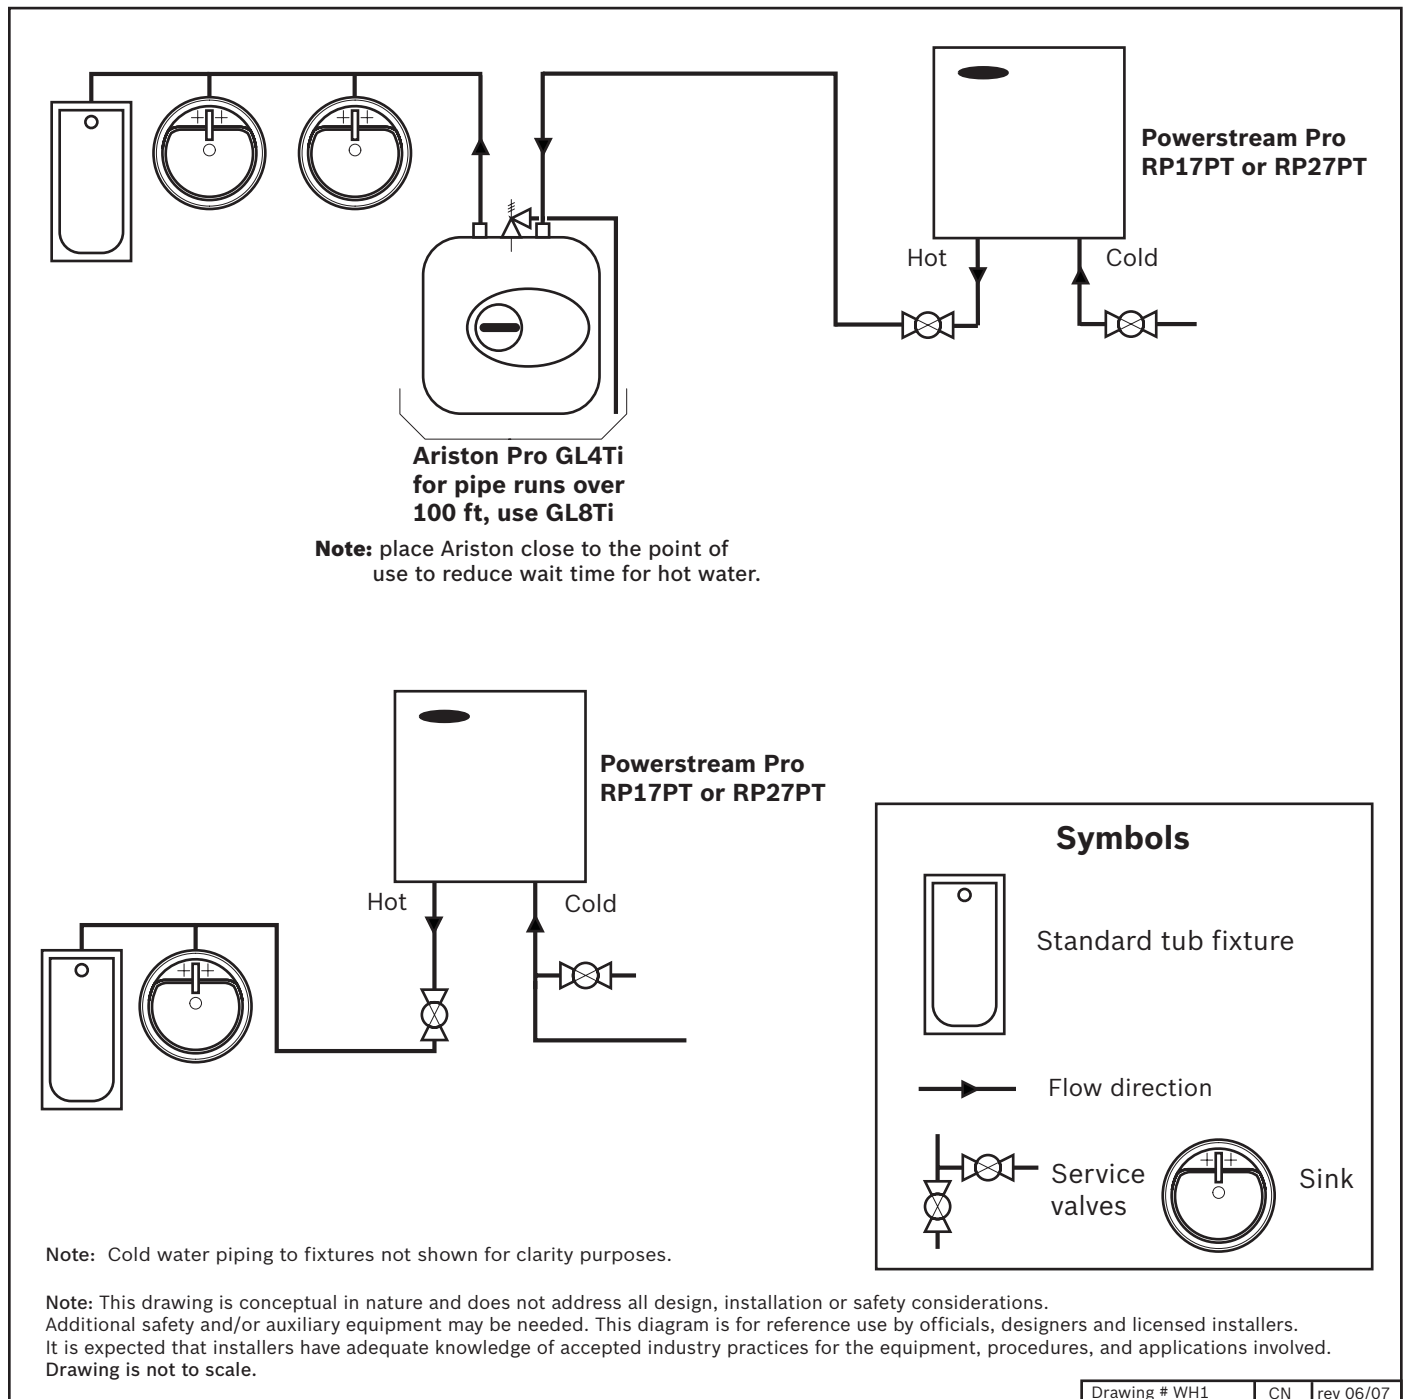 Powerstream Pro
RP17PT or RP27PT
Hot
Cold
Ariston Pro GL4Ti
for pipe runs over
100 ft, use GL8Ti
Note: place Ariston close to the point of
use to reduce wait time for hot water.
Powerstream Pro
RP17PT or RP27PT
Hot
Cold
Symbols
Standard tub fixture
Flow direction
Service
valves
Sink
Note: Cold water piping to fixtures not shown for clarity purposes.
Note: This drawing is conceptual in nature and does not address all design, installation or safety considerations.
Additional safety and/or auxiliary equipment may be needed. This diagram is for reference use by officials, designers and licensed installers.
It is expected that installers have adequate knowledge of accepted industry practices for the equipment, procedures, and applications involved.
Drawing is not to scale.
Drawing # WH1 CN rev 06/07